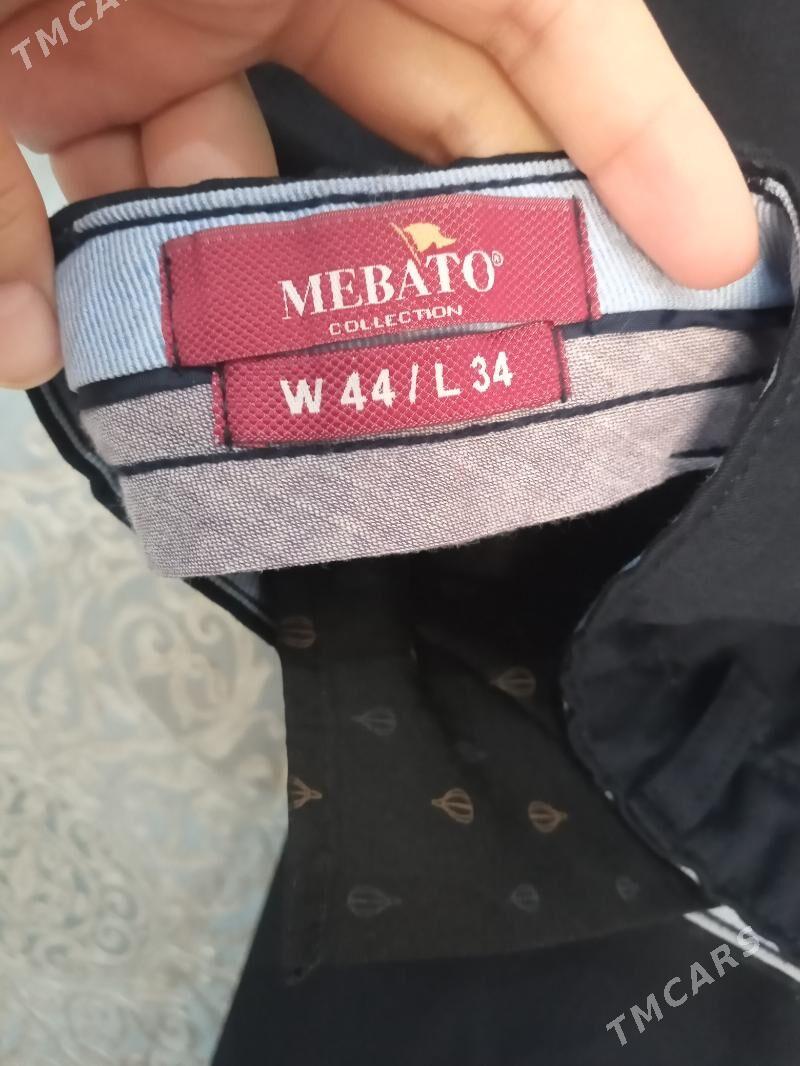 TMCARS
MEBATO®
COLLECTION
W 44 / L 34
TMCARS